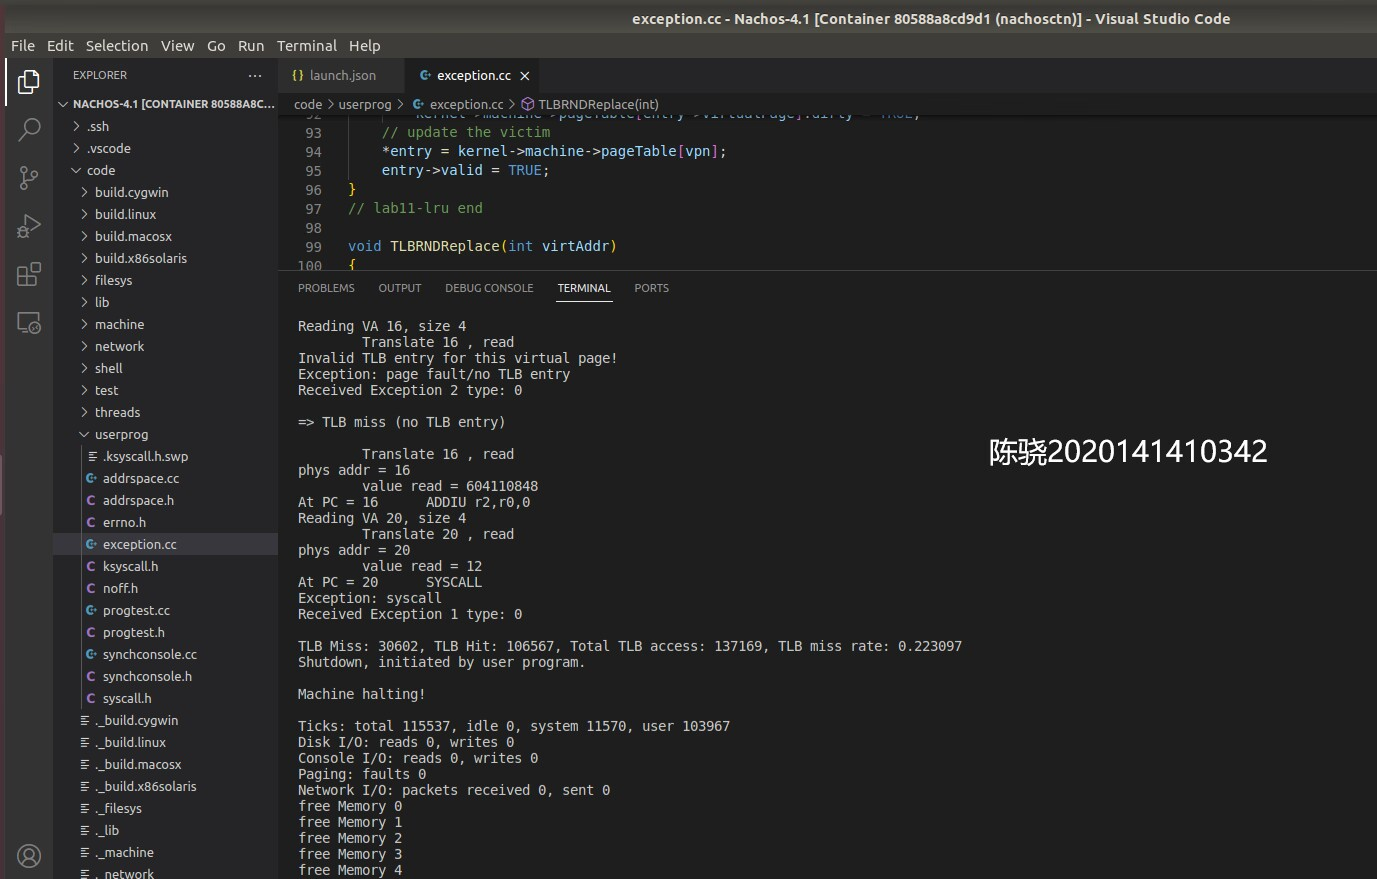 exception.cc - Nachos-4.1 [Container 80588a8cd9d1 (nachosctn)] - Visual Studio Code
File Edit Selection View Go Run Terminal Help
EXPLORER ...
NACHOS-4.1 [CONTAINER 80588A8C...
.ssh
.vscode
code
build.cygwin
build.linux
build.macosx
build.x86solaris
filesys
lib
machine
network
shell
test
threads
userprog
.ksyscall.h.swp
addrspace.cc
addrspace.h
errno.h
exception.cc
ksyscall.h
noff.h
progtest.cc
progtest.h
synchconsole.cc
synchconsole.h
syscall.h
._build.cygwin
._build.linux
._build.macosx
._build.x86solaris
._filesys
._lib
._machine
._network
launch.json exception.cc
code > userprog > exception.cc > TLBRNDReplace(int)
92 kernel->machine->pageTable[entry->virtualPage].dirty = TRUE;
93 // update the victim
94 *entry = kernel->machine->pageTable[vpn];
95 entry->valid = TRUE;
96 }
97 // lab11-lru end
98
99 void TLBRNDReplace(int virtAddr)
100 {
PROBLEMS OUTPUT DEBUG CONSOLE TERMINAL PORTS
Reading VA 16, size 4
Translate 16 , read
Invalid TLB entry for this virtual page!
Exception: page fault/no TLB entry
Received Exception 2 type: 0
=> TLB miss (no TLB entry)
Translate 16 , read
phys addr = 16
value read = 604110848
At PC = 16 ADDIU r2,r0,0
Reading VA 20, size 4
Translate 20 , read
phys addr = 20
value read = 12
At PC = 20 SYSCALL
Exception: syscall
Received Exception 1 type: 0
TLB Miss: 30602, TLB Hit: 106567, Total TLB access: 137169, TLB miss rate: 0.223097
Shutdown, initiated by user program.
Machine halting!
Ticks: total 115537, idle 0, system 11570, user 103967
Disk I/O: reads 0, writes 0
Console I/O: reads 0, writes 0
Paging: faults 0
Network I/O: packets received 0, sent 0
free Memory 0
free Memory 1
free Memory 2
free Memory 3
free Memory 4
陈骁2020141410342